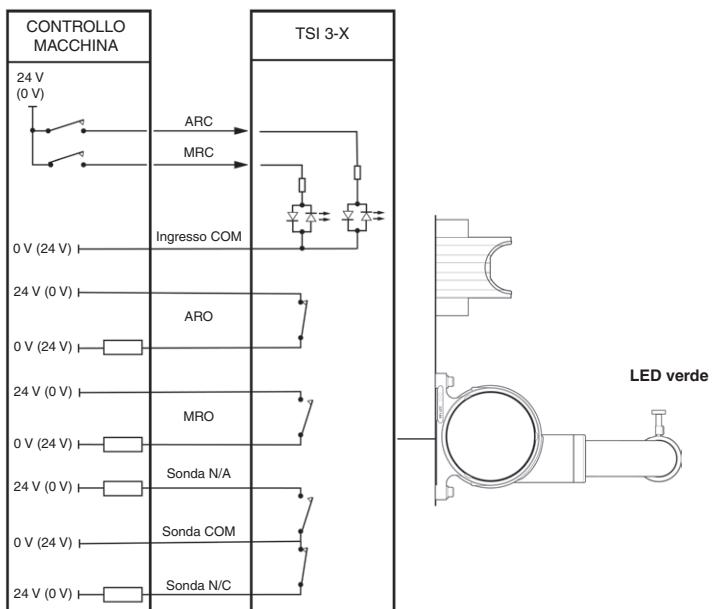 CONTROLLO
MACCHINA
TSI 3-X
24 V
(0 V)
ARC
MRC
Ingresso COM
0 V (24 V)
24 V (0 V)
ARO
0 V (24 V)
24 V (0 V)
MRO
0 V (24 V)
Sonda N/A
24 V (0 V)
Sonda COM
0 V (24 V)
Sonda N/C
24 V (0 V)
LED verde